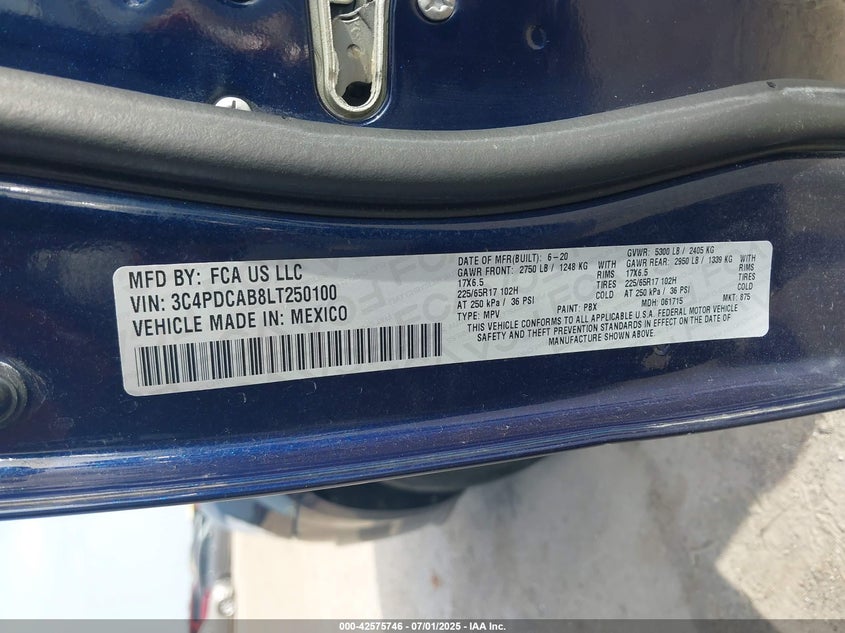 MFD BY: FCA US LLC
VIN: 3C4PDCAB8LT250100
VEHICLE MADE IN: MEXICO
DATE OF MFR(BUILT): 6-20 GVWR: 5300 LB / 2405 KG
GAWR FRONT: 2750 LB / 1248 KG WITH GAWR REAR: 2950 LB / 1339 KG WITH
17X6.5 RIMS 17X6.5 RIMS
225/65R17 102H 225/65R17 102H
AT 250 kPa / 36 PSI COLD AT 250 kPa / 36 PSI COLD
TYPE: MPV PAINT: PBX MDH: 061715 MKT: 875
THIS VEHICLE CONFORMS TO ALL APPLICABLE U.S.A. FEDERAL MOTOR VEHICLE
SAFETY AND THEFT PREVENTION STANDARDS IN EFFECT ON THE DATE OF
MANUFACTURE SHOWN ABOVE.
000-42575746 / 07/01/2025 / IAA Inc.